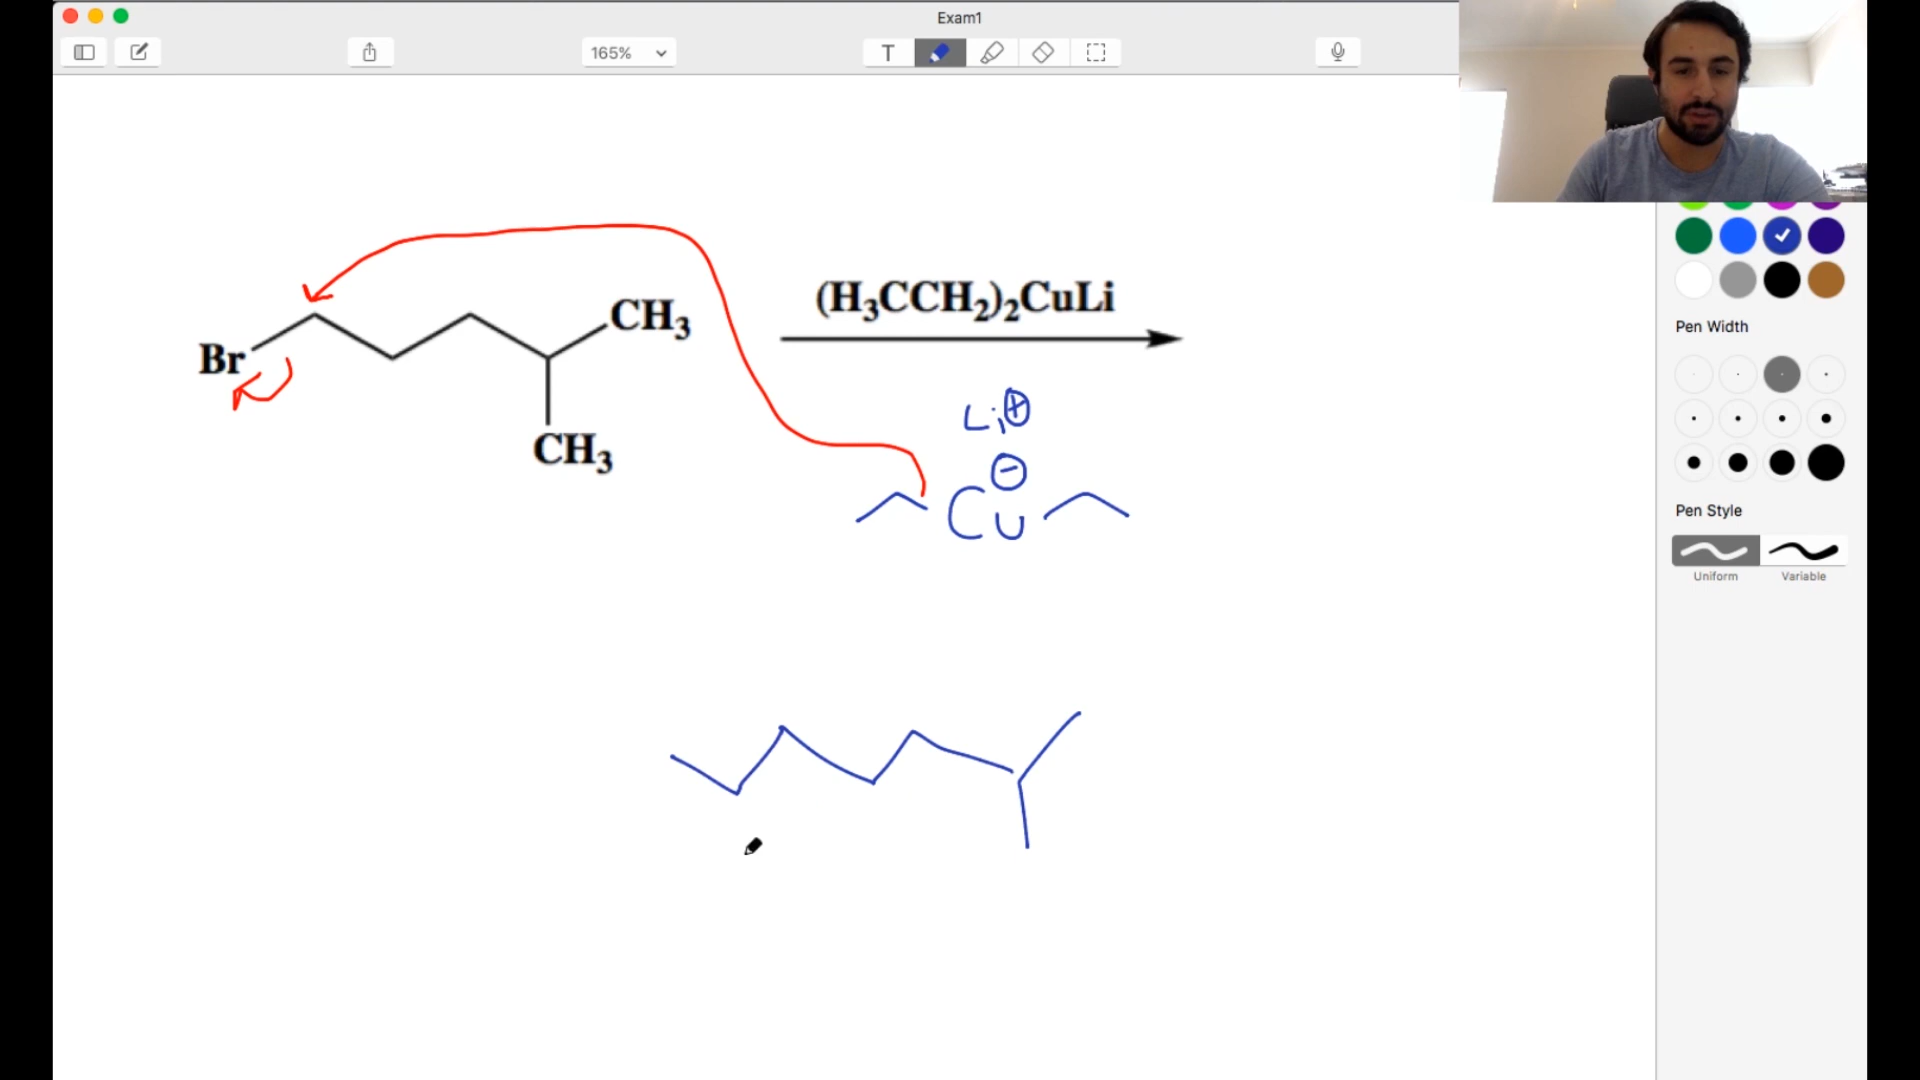 Exam1
165%
T
(H₃CCH₂)₂CuLi
CH₃
Br
CH₃
Li⊕
⊖
Cu
Pen Width
Pen Style
Uniform
Variable